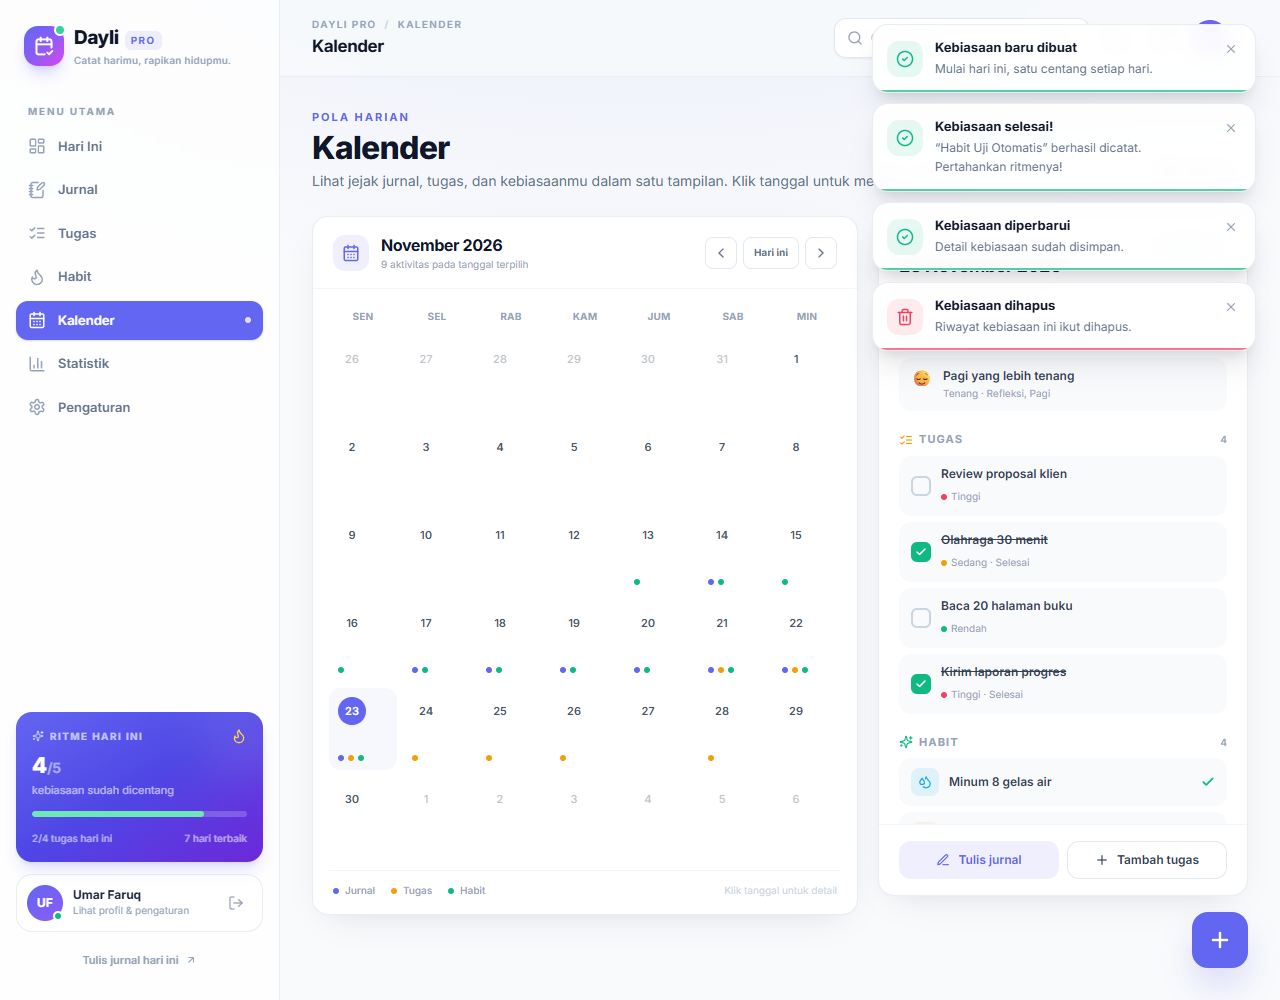 Dayli PRO
Catat harimu, rapikan hidupmu.
MENU UTAMA
Hari Ini
Jurnal
Tugas
Habit
Kalender
Statistik
Pengaturan
RITME HARI INI
4/5
kebiasaan sudah dicentang
2/4 tugas hari ini
7 hari terbaik
UF
Umar Faruq
Lihat profil & pengaturan
Tulis jurnal hari ini
DAYLI PRO / KALENDER
Kalender
POLA HARIAN
Kalender
Lihat jejak jurnal, tugas, dan kebiasaanmu dalam satu tampilan. Klik tanggal untuk me
November 2026
9 aktivitas pada tanggal terpilih
Hari ini
SEN SEL RAB KAM JUM SAB MIN
26 27 28 29 30 31 1
2 3 4 5 6 7 8
9 10 11 12 13 14 15
16 17 18 19 20 21 22
23 24 25 26 27 28 29
30 1 2 3 4 5 6
Jurnal Tugas Habit
Klik tanggal untuk detail
Kebiasaan baru dibuat
Mulai hari ini, satu centang setiap hari.
Kebiasaan selesai!
“Habit Uji Otomatis” berhasil dicatat.
Pertahankan ritmenya!
Kebiasaan diperbarui
Detail kebiasaan sudah disimpan.
Kebiasaan dihapus
Riwayat kebiasaan ini ikut dihapus.
Pagi yang lebih tenang
Tenang · Refleksi, Pagi
TUGAS 4
Review proposal klien
Tinggi
Olahraga 30 menit
Sedang · Selesai
Baca 20 halaman buku
Rendah
Kirim laporan progres
Tinggi · Selesai
HABIT 4
Minum 8 gelas air
Tulis jurnal
Tambah tugas